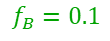 f_B = 0.1